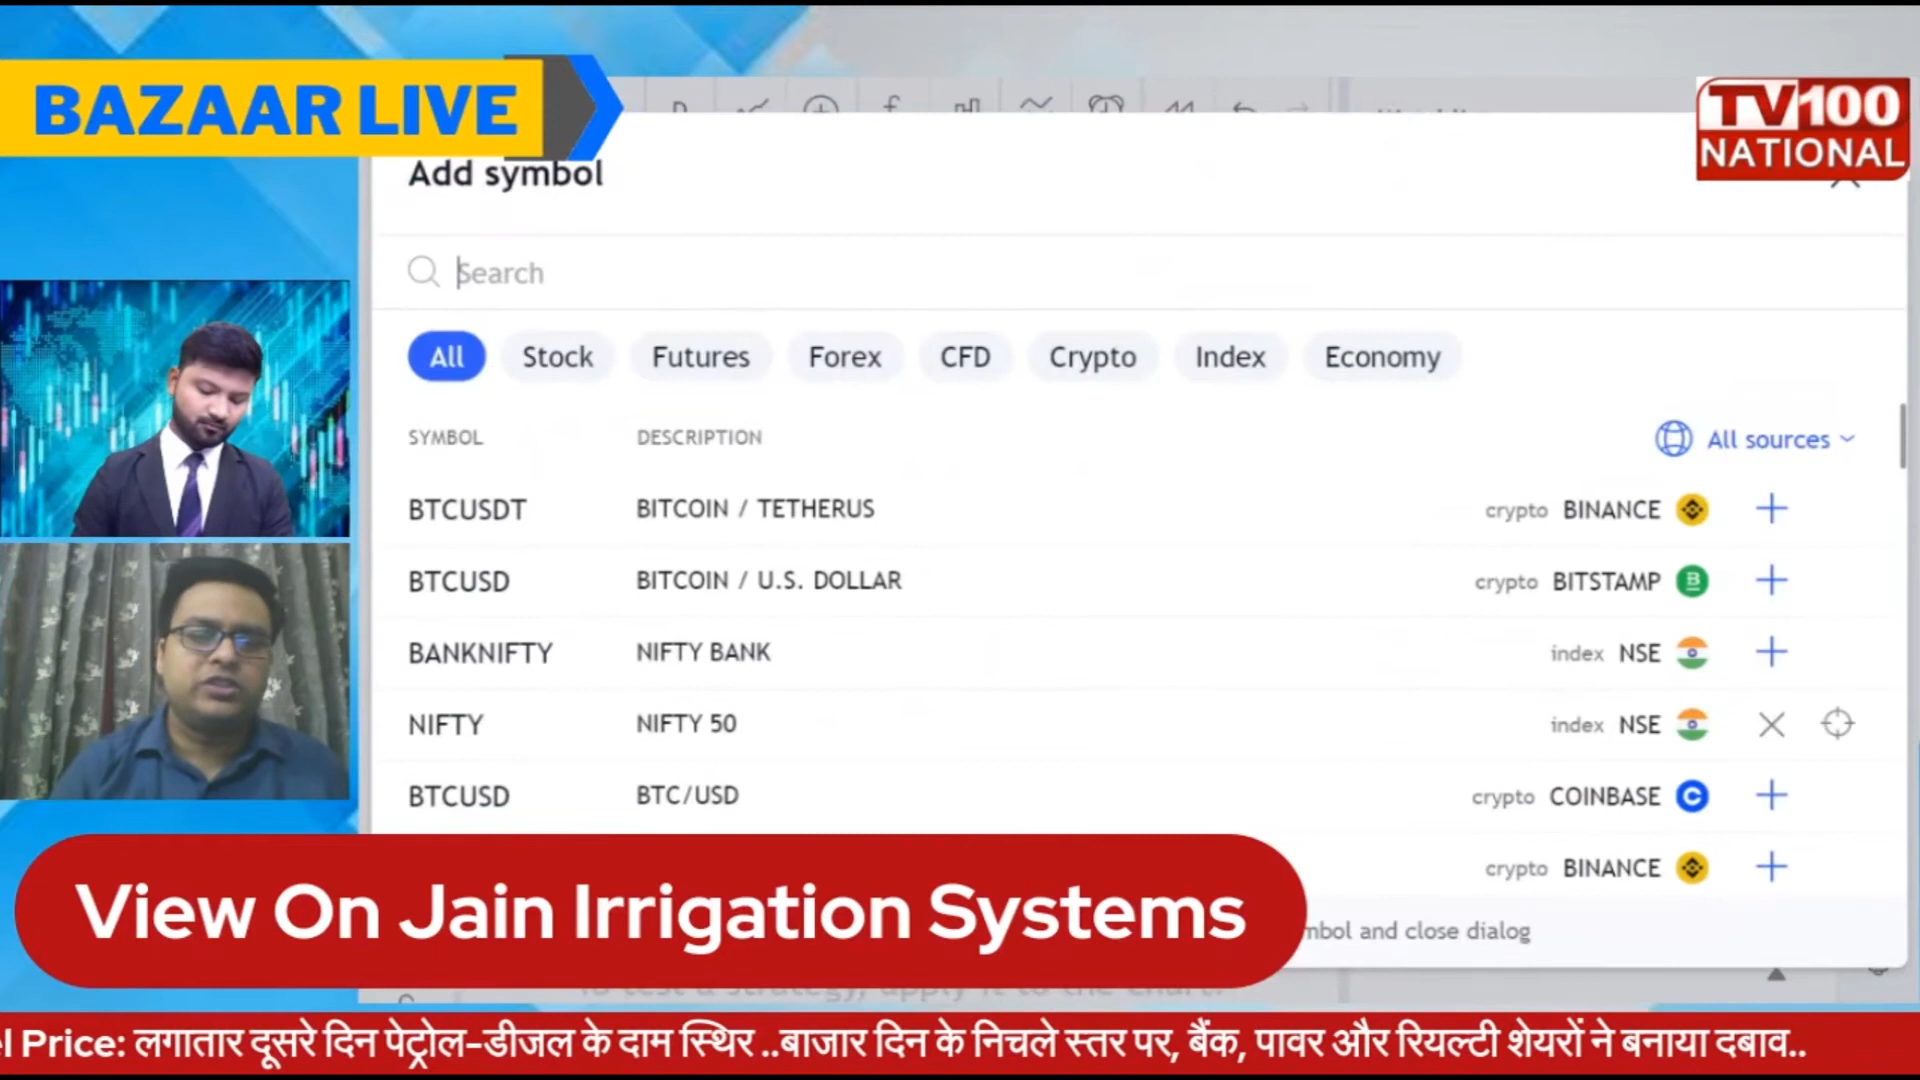 BAZAAR LIVE
TV100
NATIONAL
Add symbol
Search
All Stock Futures Forex CFD Crypto Index Economy
SYMBOL DESCRIPTION All sources
BTCUSDT BITCOIN / TETHERUS crypto BINANCE
BTCUSD BITCOIN / U.S. DOLLAR crypto BITSTAMP
BANKNIFTY NIFTY BANK index NSE
NIFTY NIFTY 50 index NSE
BTCUSD BTC/USD crypto COINBASE
crypto BINANCE
View On Jain Irrigation Systems
and close dialog
Price: लगातार दूसरे दिन पेट्रोल-डीजल के दाम स्थिर ..बाजार दिन के निचले स्तर पर, बैंक, पावर और रियल्टी शेयरों ने बनाया दबाव..